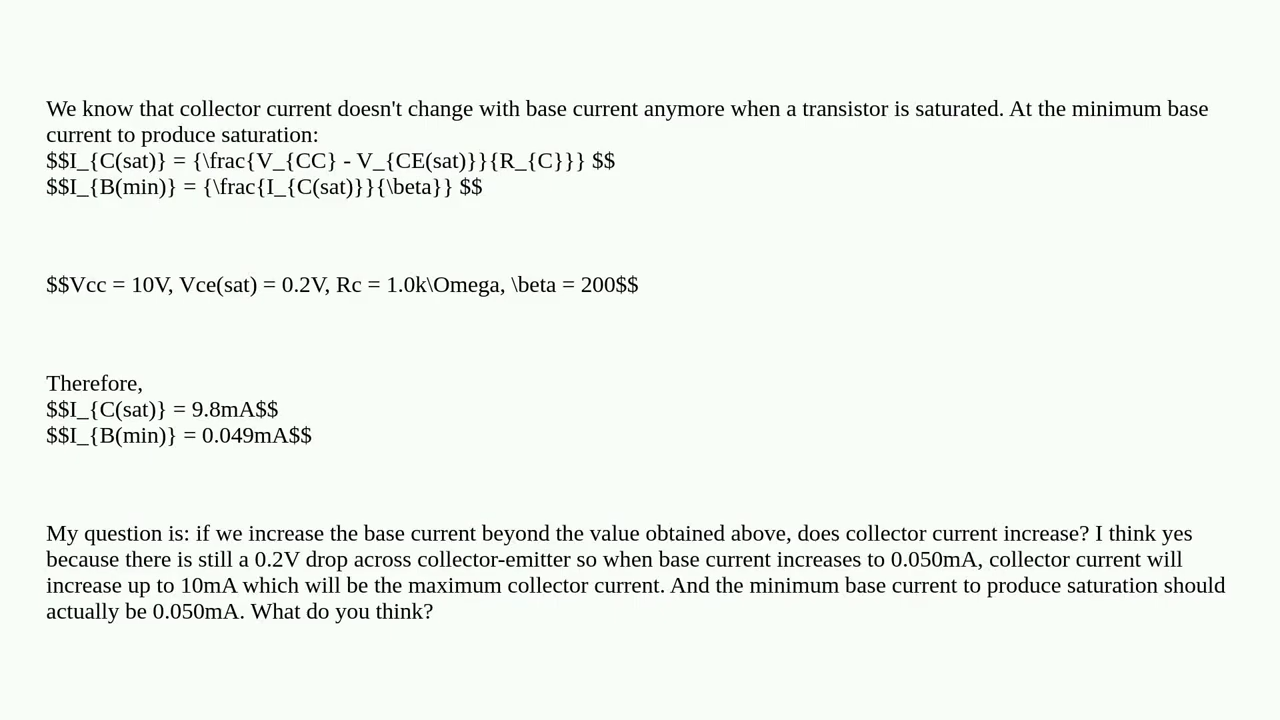 We know that collector current doesn't change with base current anymore when a transistor is saturated. At the minimum base
current to produce saturation:
$$I_{C(sat)} = {\frac{V_{CC} - V_{CE(sat)}}{R_{C}}} $$
$$I_{B(min)} = {\frac{I_{C(sat)}}{\beta}} $$
$$Vcc = 10V, Vce(sat) = 0.2V, Rc = 1.0k\Omega, \beta = 200$$
Therefore,
$$I_{C(sat)} = 9.8mA$$
$$I_{B(min)} = 0.049mA$$
My question is: if we increase the base current beyond the value obtained above, does collector current increase? I think yes
because there is still a 0.2V drop across collector-emitter so when base current increases to 0.050mA, collector current will
increase up to 10mA which will be the maximum collector current. And the minimum base current to produce saturation should
actually be 0.050mA. What do you think?